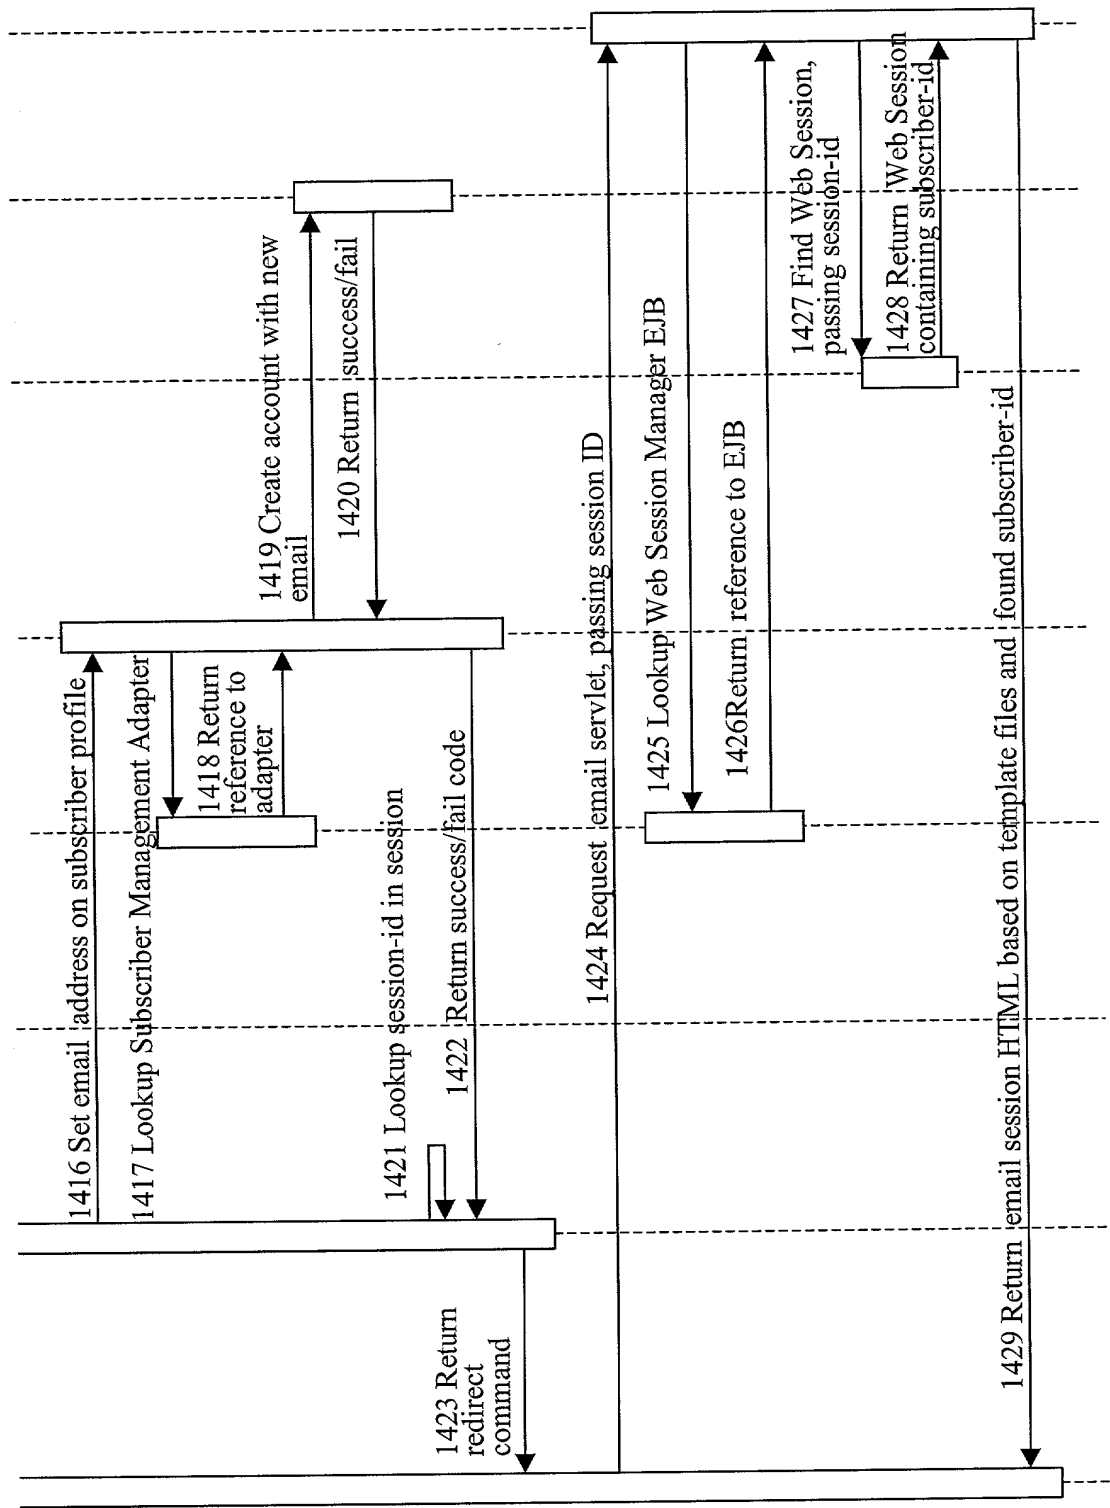 1416 Set email address on subscriber profile
1417 Lookup Subscriber Management Adapter
1418 Return
reference to
adapter
1419 Create account with new
email
1420 Return success/fail
1421 Lookup session-id in session
1422 Return success/fail code
1423 Return
redirect
command
1424 Request email servlet, passing session ID
1425 Lookup Web Session Manager EJB
1426Return reference to EJB
1427 Find Web Session,
passing session-id
1428 Return Web Session
containing subscriber-id
1429 Return email session HTML based on template files and found subscriber-id